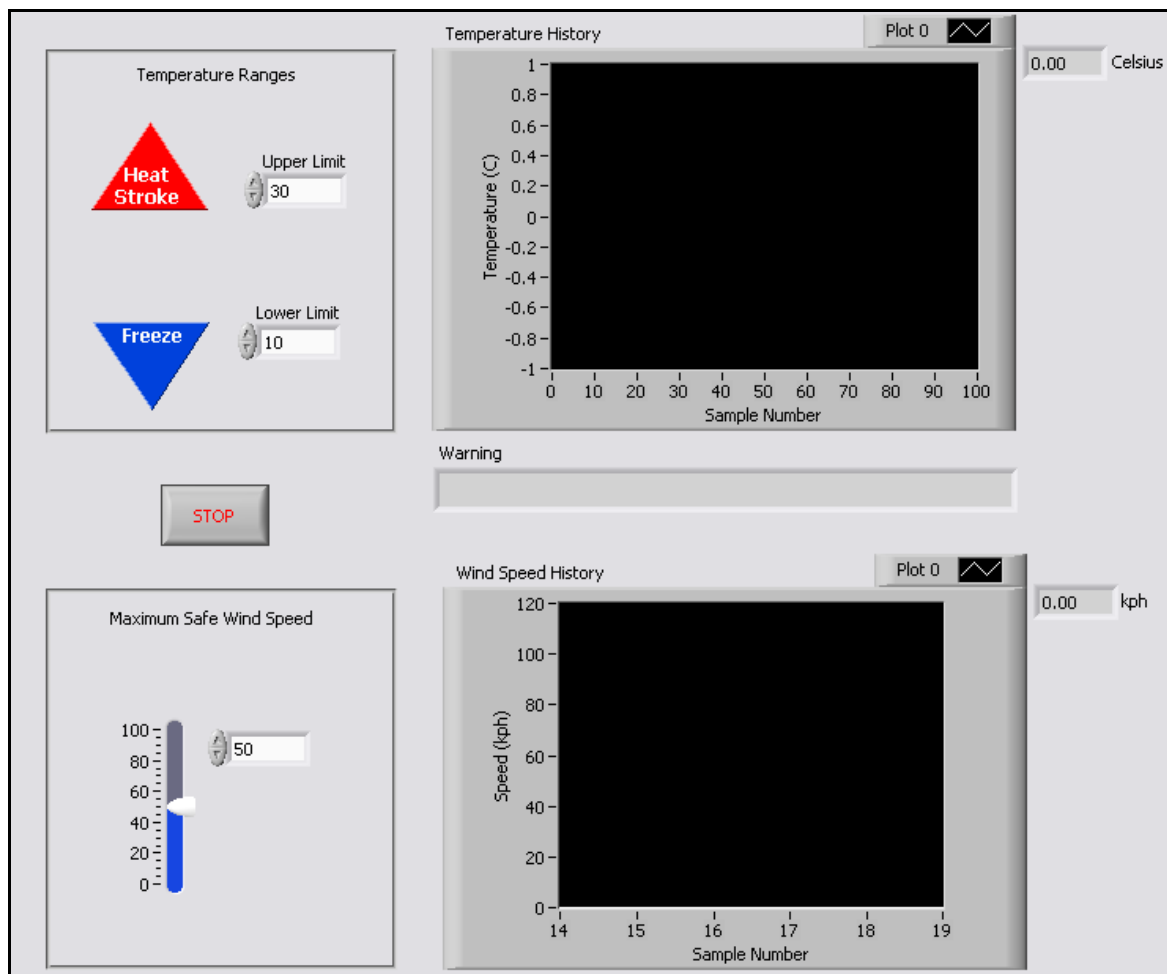 Temperature Ranges
Heat
Stroke
Upper Limit
30
Freeze
Lower Limit
10
STOP
Maximum Safe Wind Speed
100
80
60
40
20
0
50
Temperature History
Plot 0
0.00 Celsius
Temperature (C)
1
0.8
0.6
0.4
0.2
0
-0.2
-0.4
-0.6
-0.8
-1
0 10 20 30 40 50 60 70 80 90 100
Sample Number
Warning
Wind Speed History
Plot 0
0.00 kph
Speed (kph)
120
100
80
60
40
20
0
14 15 16 17 18 19
Sample Number